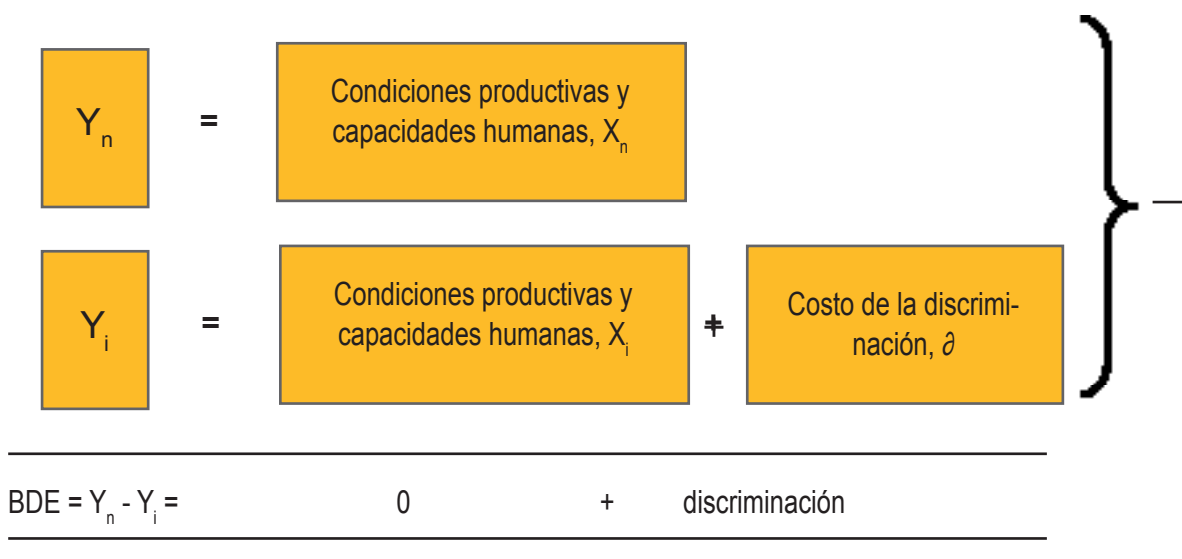 Yₙ = Condiciones productivas y
capacidades humanas, Xₙ
—
Yᵢ = Condiciones productivas y
capacidades humanas, Xᵢ
+ Costo de la discrimi-
nación, ∂
BDE = Yₙ - Yᵢ = 0 + discriminación